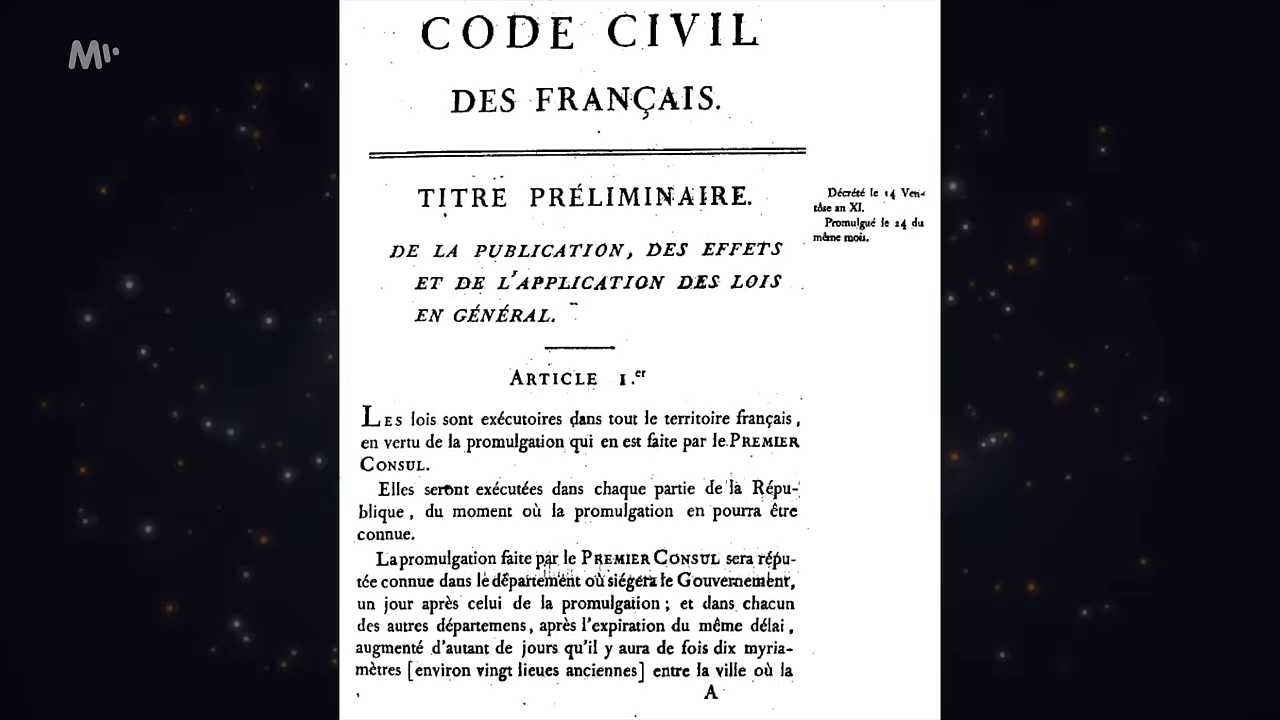 M
CODE CIVIL
DES FRANÇAIS.
TITRE PRÉLIMINAIRE.
Décrété le 14 Ven-
tôse an XI.
Promulgué le 24 du
même mois.
DE LA PUBLICATION, DES EFFETS
ET DE L'APPLICATION DES LOIS
EN GÉNÉRAL.
ARTICLE 1.er
LES lois sont exécutoires dans tout le territoire français,
en vertu de la promulgation qui en est faite par le PREMIER
CONSUL.
Elles seront exécutées dans chaque partie de la Répu-
blique, du moment où la promulgation en pourra être
connue.
La promulgation faite par le PREMIER CONSUL sera répu-
tée connue dans le département où siégera le Gouvernement,
un jour après celui de la promulgation; et dans chacun
des autres départemens, après l'expiration du même délai,
augmenté d'autant de jours qu'il y aura de fois dix myria-
mètres [environ vingt lieues anciennes] entre la ville où la
A